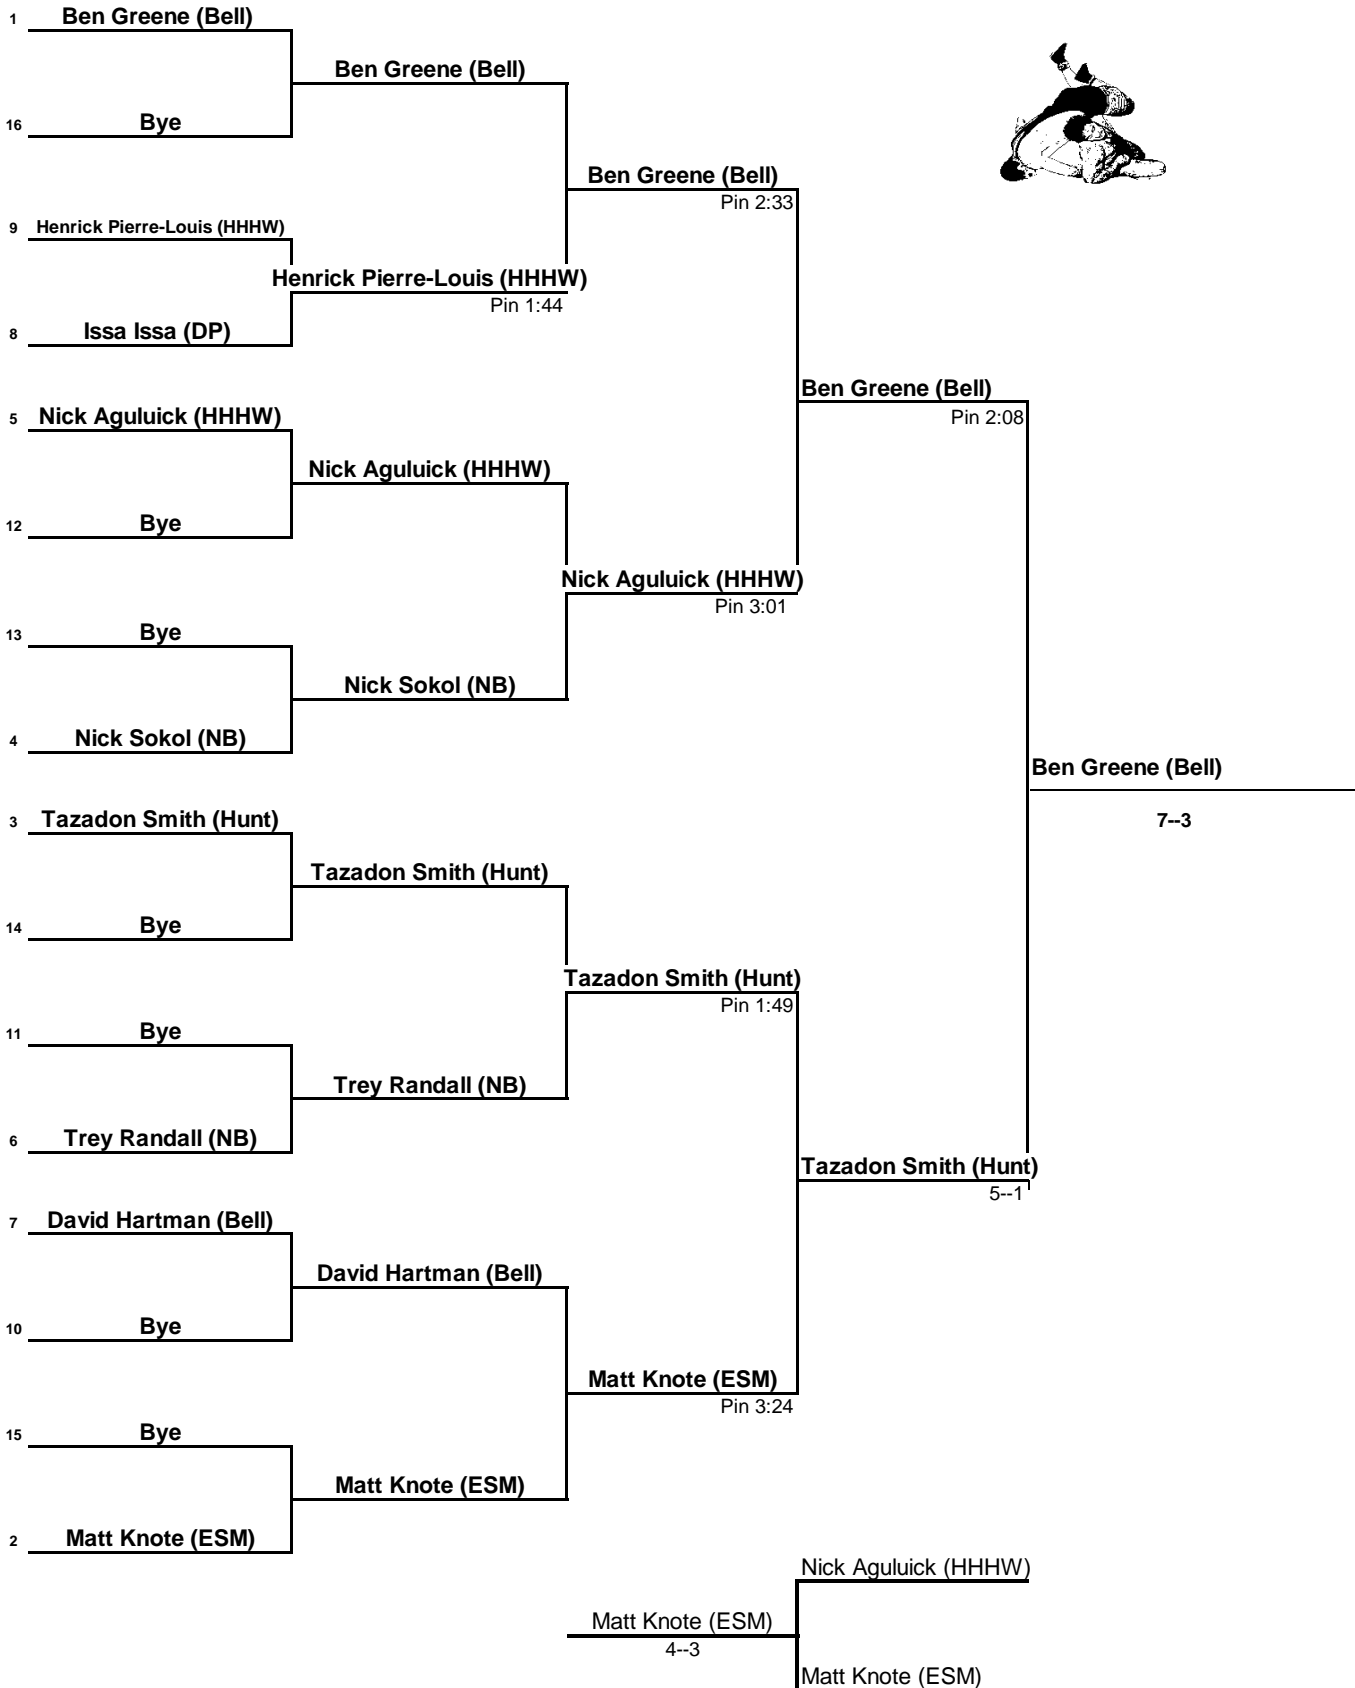 1 Ben Greene (Bell)
Ben Greene (Bell)
16 Bye
Ben Greene (Bell)
Pin 2:33
9 Henrick Pierre-Louis (HHHW)
Henrick Pierre-Louis (HHHW)
Pin 1:44
8 Issa Issa (DP)
Ben Greene (Bell)
Pin 2:08
5 Nick Aguluick (HHHW)
Nick Aguluick (HHHW)
12 Bye
Nick Aguluick (HHHW)
Pin 3:01
13 Bye
Nick Sokol (NB)
4 Nick Sokol (NB)
Ben Greene (Bell)
7--3
3 Tazadon Smith (Hunt)
Tazadon Smith (Hunt)
14 Bye
Tazadon Smith (Hunt)
Pin 1:49
11 Bye
Trey Randall (NB)
6 Trey Randall (NB)
Tazadon Smith (Hunt)
5--1
7 David Hartman (Bell)
David Hartman (Bell)
10 Bye
Matt Knote (ESM)
Pin 3:24
15 Bye
Matt Knote (ESM)
2 Matt Knote (ESM)
Nick Aguluick (HHHW)
Matt Knote (ESM)
4--3
Matt Knote (ESM)